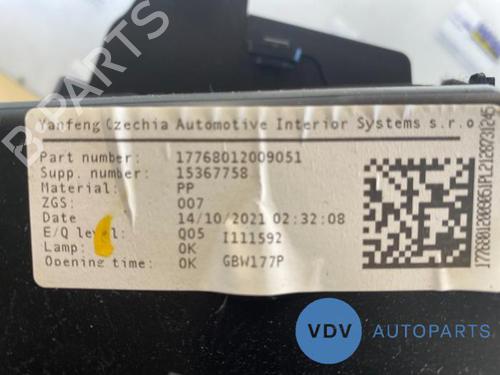 Yanfeng Czechia Automotive Interior Systems s.r.o
Part number: 17768012009051
Supp. number: 15367758
Material: PP
ZGS: 007
Date 14/10/2021 02:32:08
E/Q level: Q05 I111592
Lamp: OK
Opening time: OK GBW177P
B-PARTS
VDV AUTOPARTS